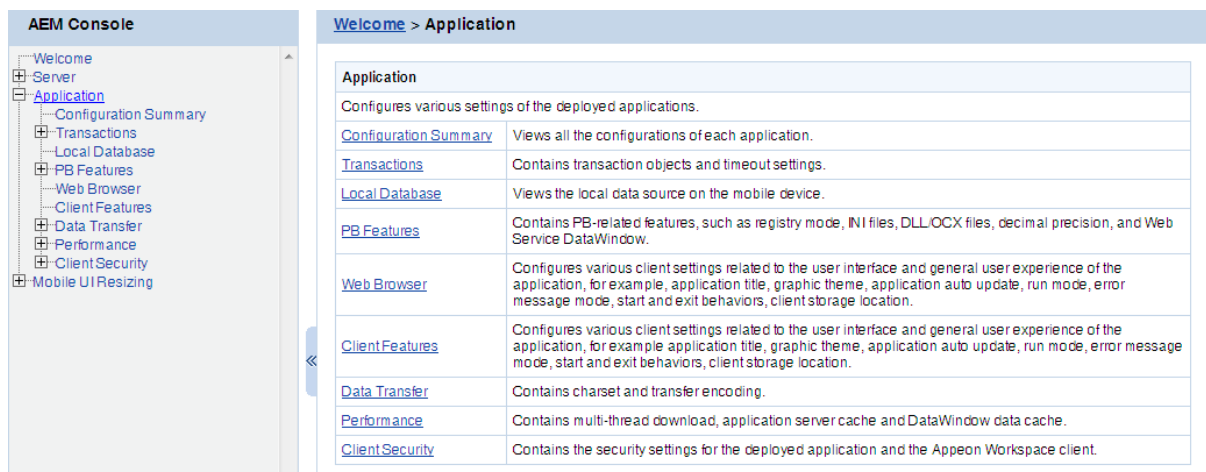 AEM Console
Welcome
Server
Application
Configuration Summary
Transactions
Local Database
PB Features
Web Browser
Client Features
Data Transfer
Performance
Client Security
Mobile UI Resizing
Welcome > Application
Application
Configures various settings of the deployed applications.
Configuration Summary Views all the configurations of each application.
Transactions Contains transaction objects and timeout settings.
Local Database Views the local data source on the mobile device.
PB Features Contains PB-related features, such as registry mode, INI files, DLL/OCX files, decimal precision, and Web
Service DataWindow.
Web Browser Configures various client settings related to the user interface and general user experience of the
application, for example, application title, graphic theme, application auto update, run mode, error
message mode, start and exit behaviors, client storage location.
Client Features Configures various client settings related to the user interface and general user experience of the
application, for example application title, graphic theme, application auto update, run mode, error message
mode, start and exit behaviors, client storage location.
Data Transfer Contains charset and transfer encoding.
Performance Contains multi-thread download, application server cache and DataWindow data cache.
Client Security Contains the security settings for the deployed application and the Appeon Workspace client.